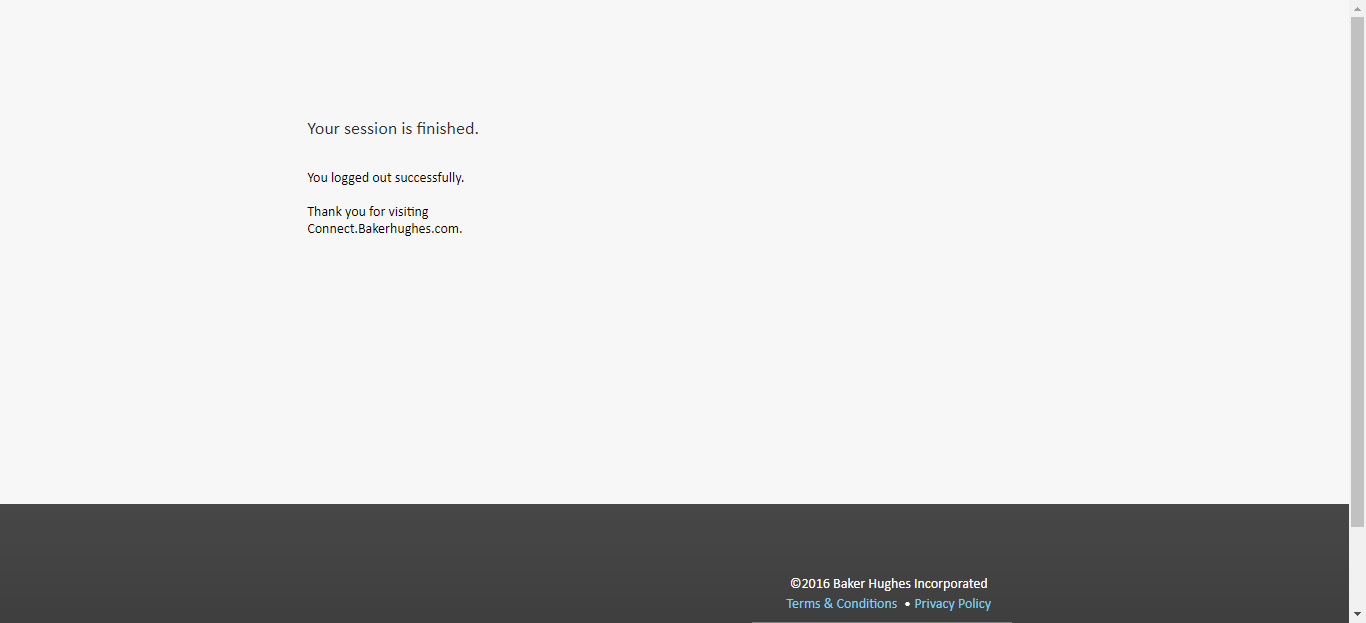 Your session is finished.
You logged out successfully.
Thank you for visiting
Connect.Bakerhughes.com.
©2016 Baker Hughes Incorporated
Terms & Conditions • Privacy Policy